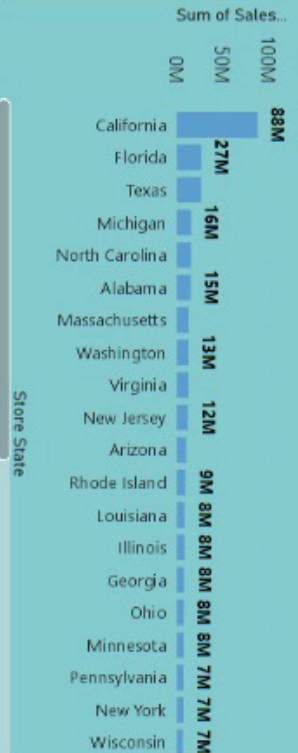 Sum of Sales...
0M 50M 100M
California 88M
Florida 27M
Texas
Michigan 16M
North Carolina
Alabama 15M
Massachusetts
Washington 13M
Virginia
New Jersey 12M
Arizona
Rhode Island 9M
Louisiana 8M
Illinois 8M
Georgia 8M
Ohio 8M
Minnesota 8M
Pennsylvania 7M
New York 7M
Wisconsin 7M
Store State